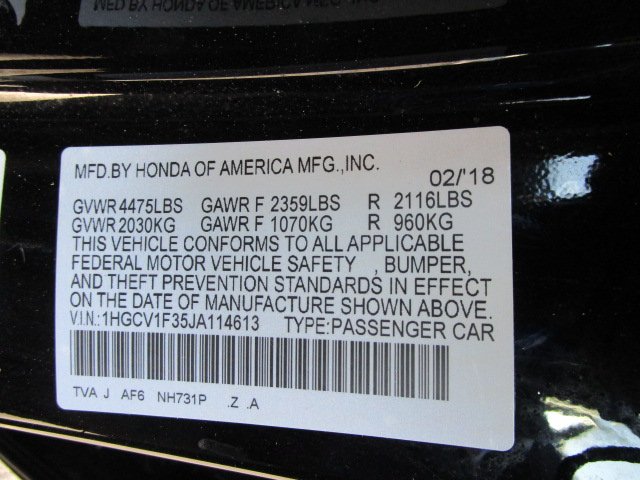 MFD.BY HONDA OF AMERICA MFG.,INC.
02/'18
GVWR 4475LBS GAWR F 2359LBS R 2116LBS
GVWR 2030KG GAWR F 1070KG R 960KG
THIS VEHICLE CONFORMS TO ALL APPLICABLE
FEDERAL MOTOR VEHICLE SAFETY , BUMPER,
AND THEFT PREVENTION STANDARDS IN EFFECT
ON THE DATE OF MANUFACTURE SHOWN ABOVE.
V.I.N.:1HGCV1F35JA114613 TYPE:PASSENGER CAR
TVA J AF6 NH731P .Z .A